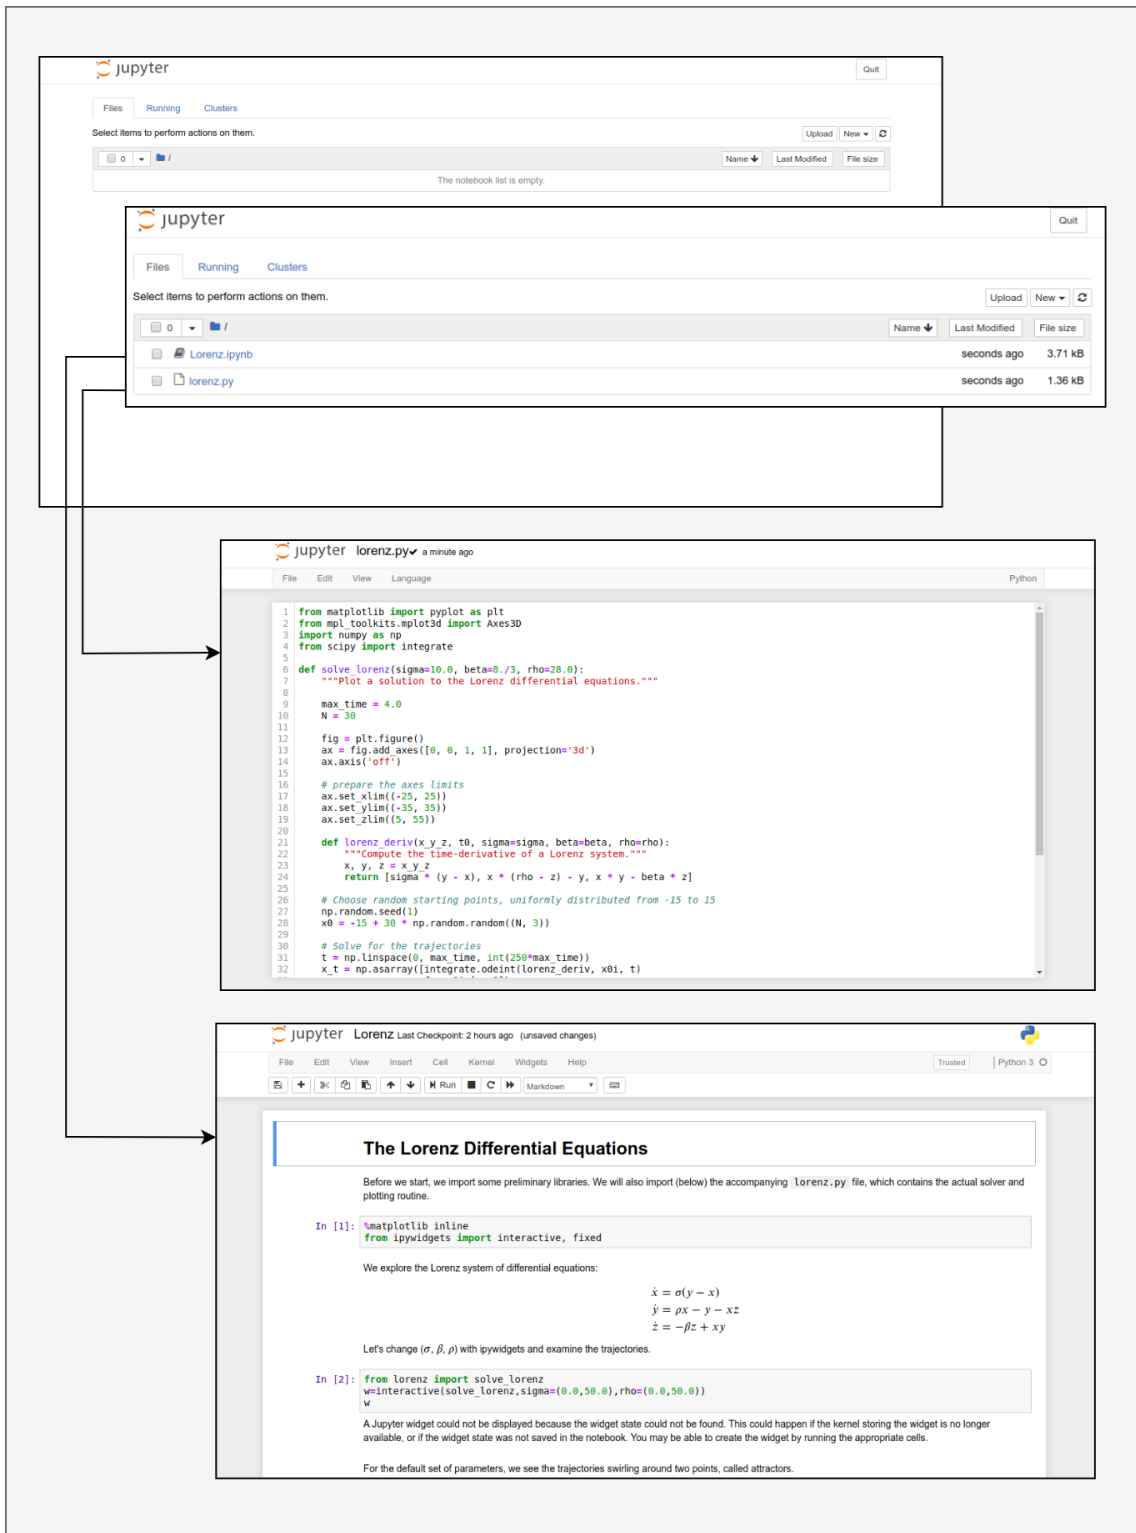 jupyter
Quit
Files Running Clusters
Select items to perform actions on them.
Upload New
0 /
Name Last Modified File size
The notebook list is empty.
jupyter
Quit
Files Running Clusters
Select items to perform actions on them.
Upload New
0 /
Name Last Modified File size
Lorenz.ipynb seconds ago 3.71 kB
lorenz.py seconds ago 1.36 kB
jupyter lorenz.py a minute ago
File Edit View Language Python
1 from matplotlib import pyplot as plt
2 from mpl_toolkits.mplot3d import Axes3D
3 import numpy as np
4 from scipy import integrate
5
6 def solve_lorenz(sigma=10.0, beta=8./3, rho=28.0):
7 """Plot a solution to the Lorenz differential equations."""
8
9 max_time = 4.0
10 N = 30
11
12 fig = plt.figure()
13 ax = fig.add_axes([0, 0, 1, 1], projection='3d')
14 ax.axis('off')
15
16 # prepare the axes limits
17 ax.set_xlim((-25, 25))
18 ax.set_ylim((-35, 35))
19 ax.set_zlim((5, 55))
20
21 def lorenz_deriv(x_y_z, t0, sigma=sigma, beta=beta, rho=rho):
22 """Compute the time-derivative of a Lorenz system."""
23 x, y, z = x_y_z
24 return [sigma * (y - x), x * (rho - z) - y, x * y - beta * z]
25
26 # Choose random starting points, uniformly distributed from -15 to 15
27 np.random.seed(1)
28 x0 = -15 + 30 * np.random.random((N, 3))
29
30 # Solve for the trajectories
31 t = np.linspace(0, max_time, int(250*max_time))
32 x_t = np.asarray([integrate.odeint(lorenz_deriv, x0i, t)
jupyter Lorenz Last Checkpoint: 2 hours ago (unsaved changes)
File Edit View Insert Cell Kernel Widgets Help Trusted Python 3
Run Markdown
The Lorenz Differential Equations
Before we start, we import some preliminary libraries. We will also import (below) the accompanying lorenz.py file, which contains the actual solver and
plotting routine.
In [1]: %matplotlib inline
from ipywidgets import interactive, fixed
We explore the Lorenz system of differential equations:
ẋ = σ(y − x)
ẏ = ρx − y − xz
ż = −βz + xy
Let's change (σ, β, ρ) with ipywidgets and examine the trajectories.
In [2]: from lorenz import solve_lorenz
w=interactive(solve_lorenz,sigma=(0.0,50.0),rho=(0.0,50.0))
w
A Jupyter widget could not be displayed because the widget state could not be found. This could happen if the kernel storing the widget is no longer
available, or if the widget state was not saved in the notebook. You may be able to create the widget by running the appropriate cells.
For the default set of parameters, we see the trajectories swirling around two points, called attractors.